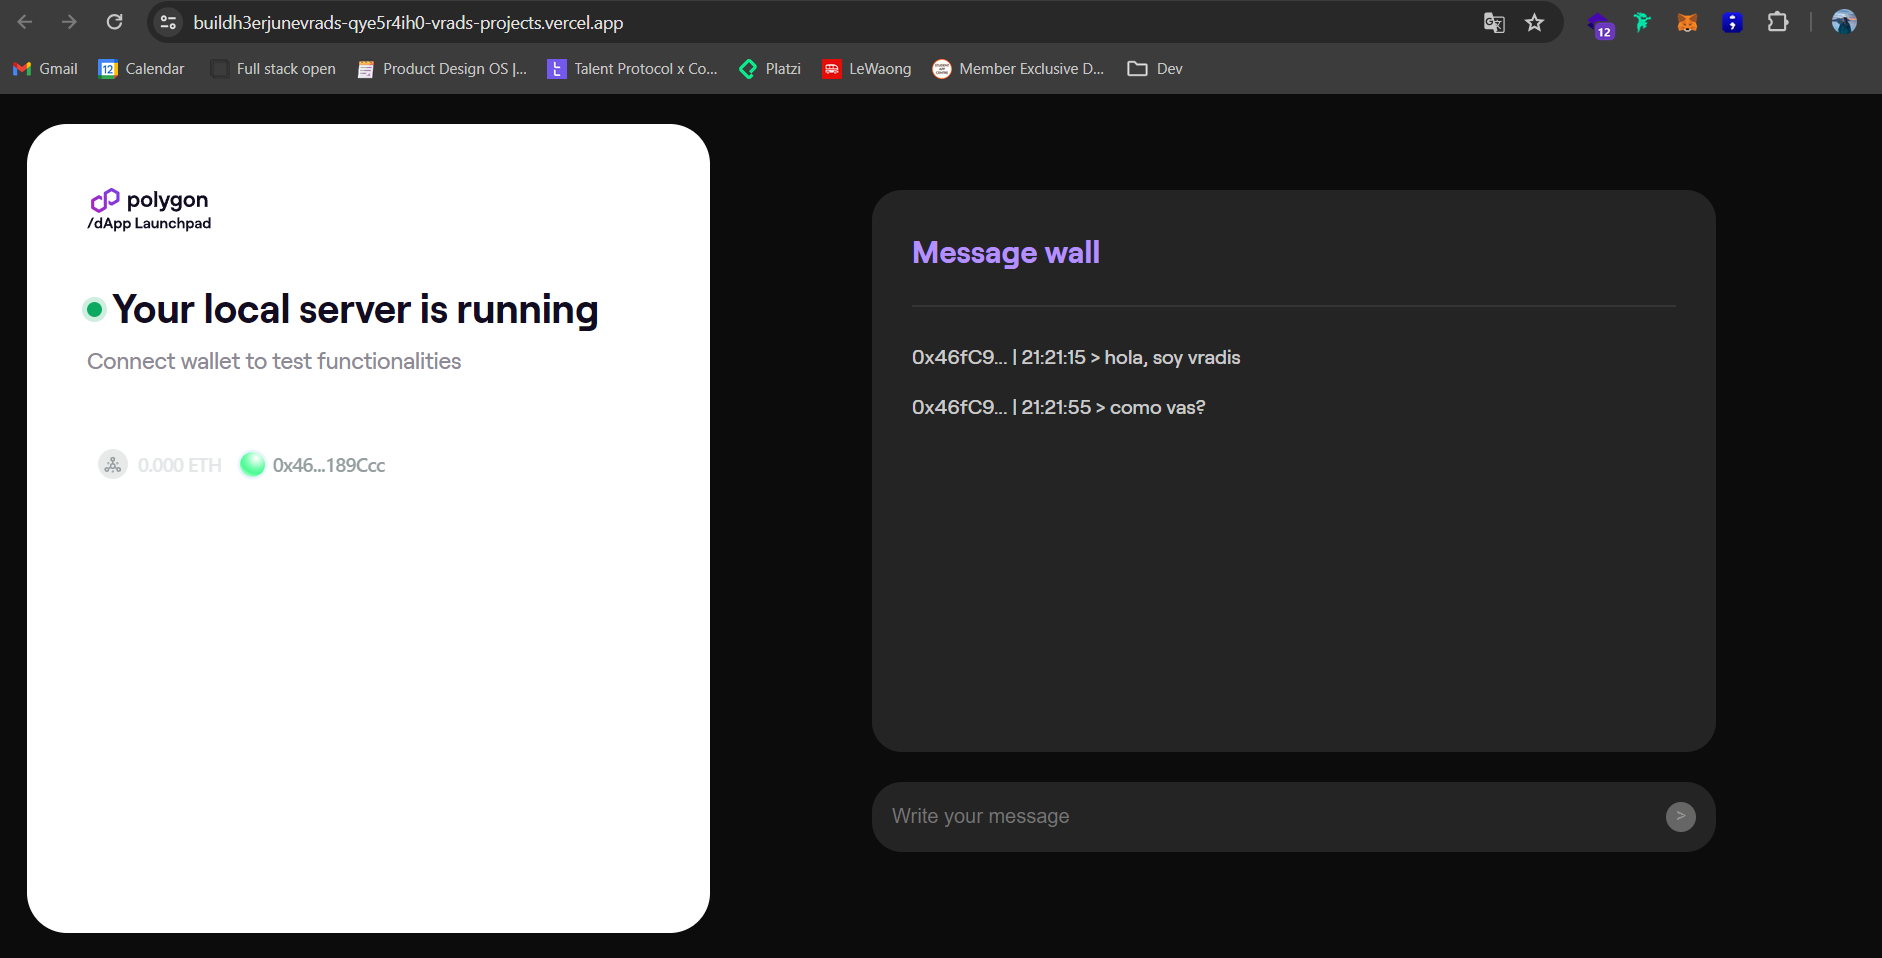 buildh3erjunevrads-qye5r4ih0-vrads-projects.vercel.app
12
Gmail
12 Calendar
Full stack open
Product Design OS |...
Talent Protocol x Co...
Platzi
LeWaong
Member Exclusive D...
Dev
polygon
/dApp Launchpad
Your local server is running
Connect wallet to test functionalities
0.000 ETH 0x46...189Ccc
Message wall
0x46fC9... | 21:21:15 > hola, soy vradis
0x46fC9... | 21:21:55 > como vas?
Write your message
>